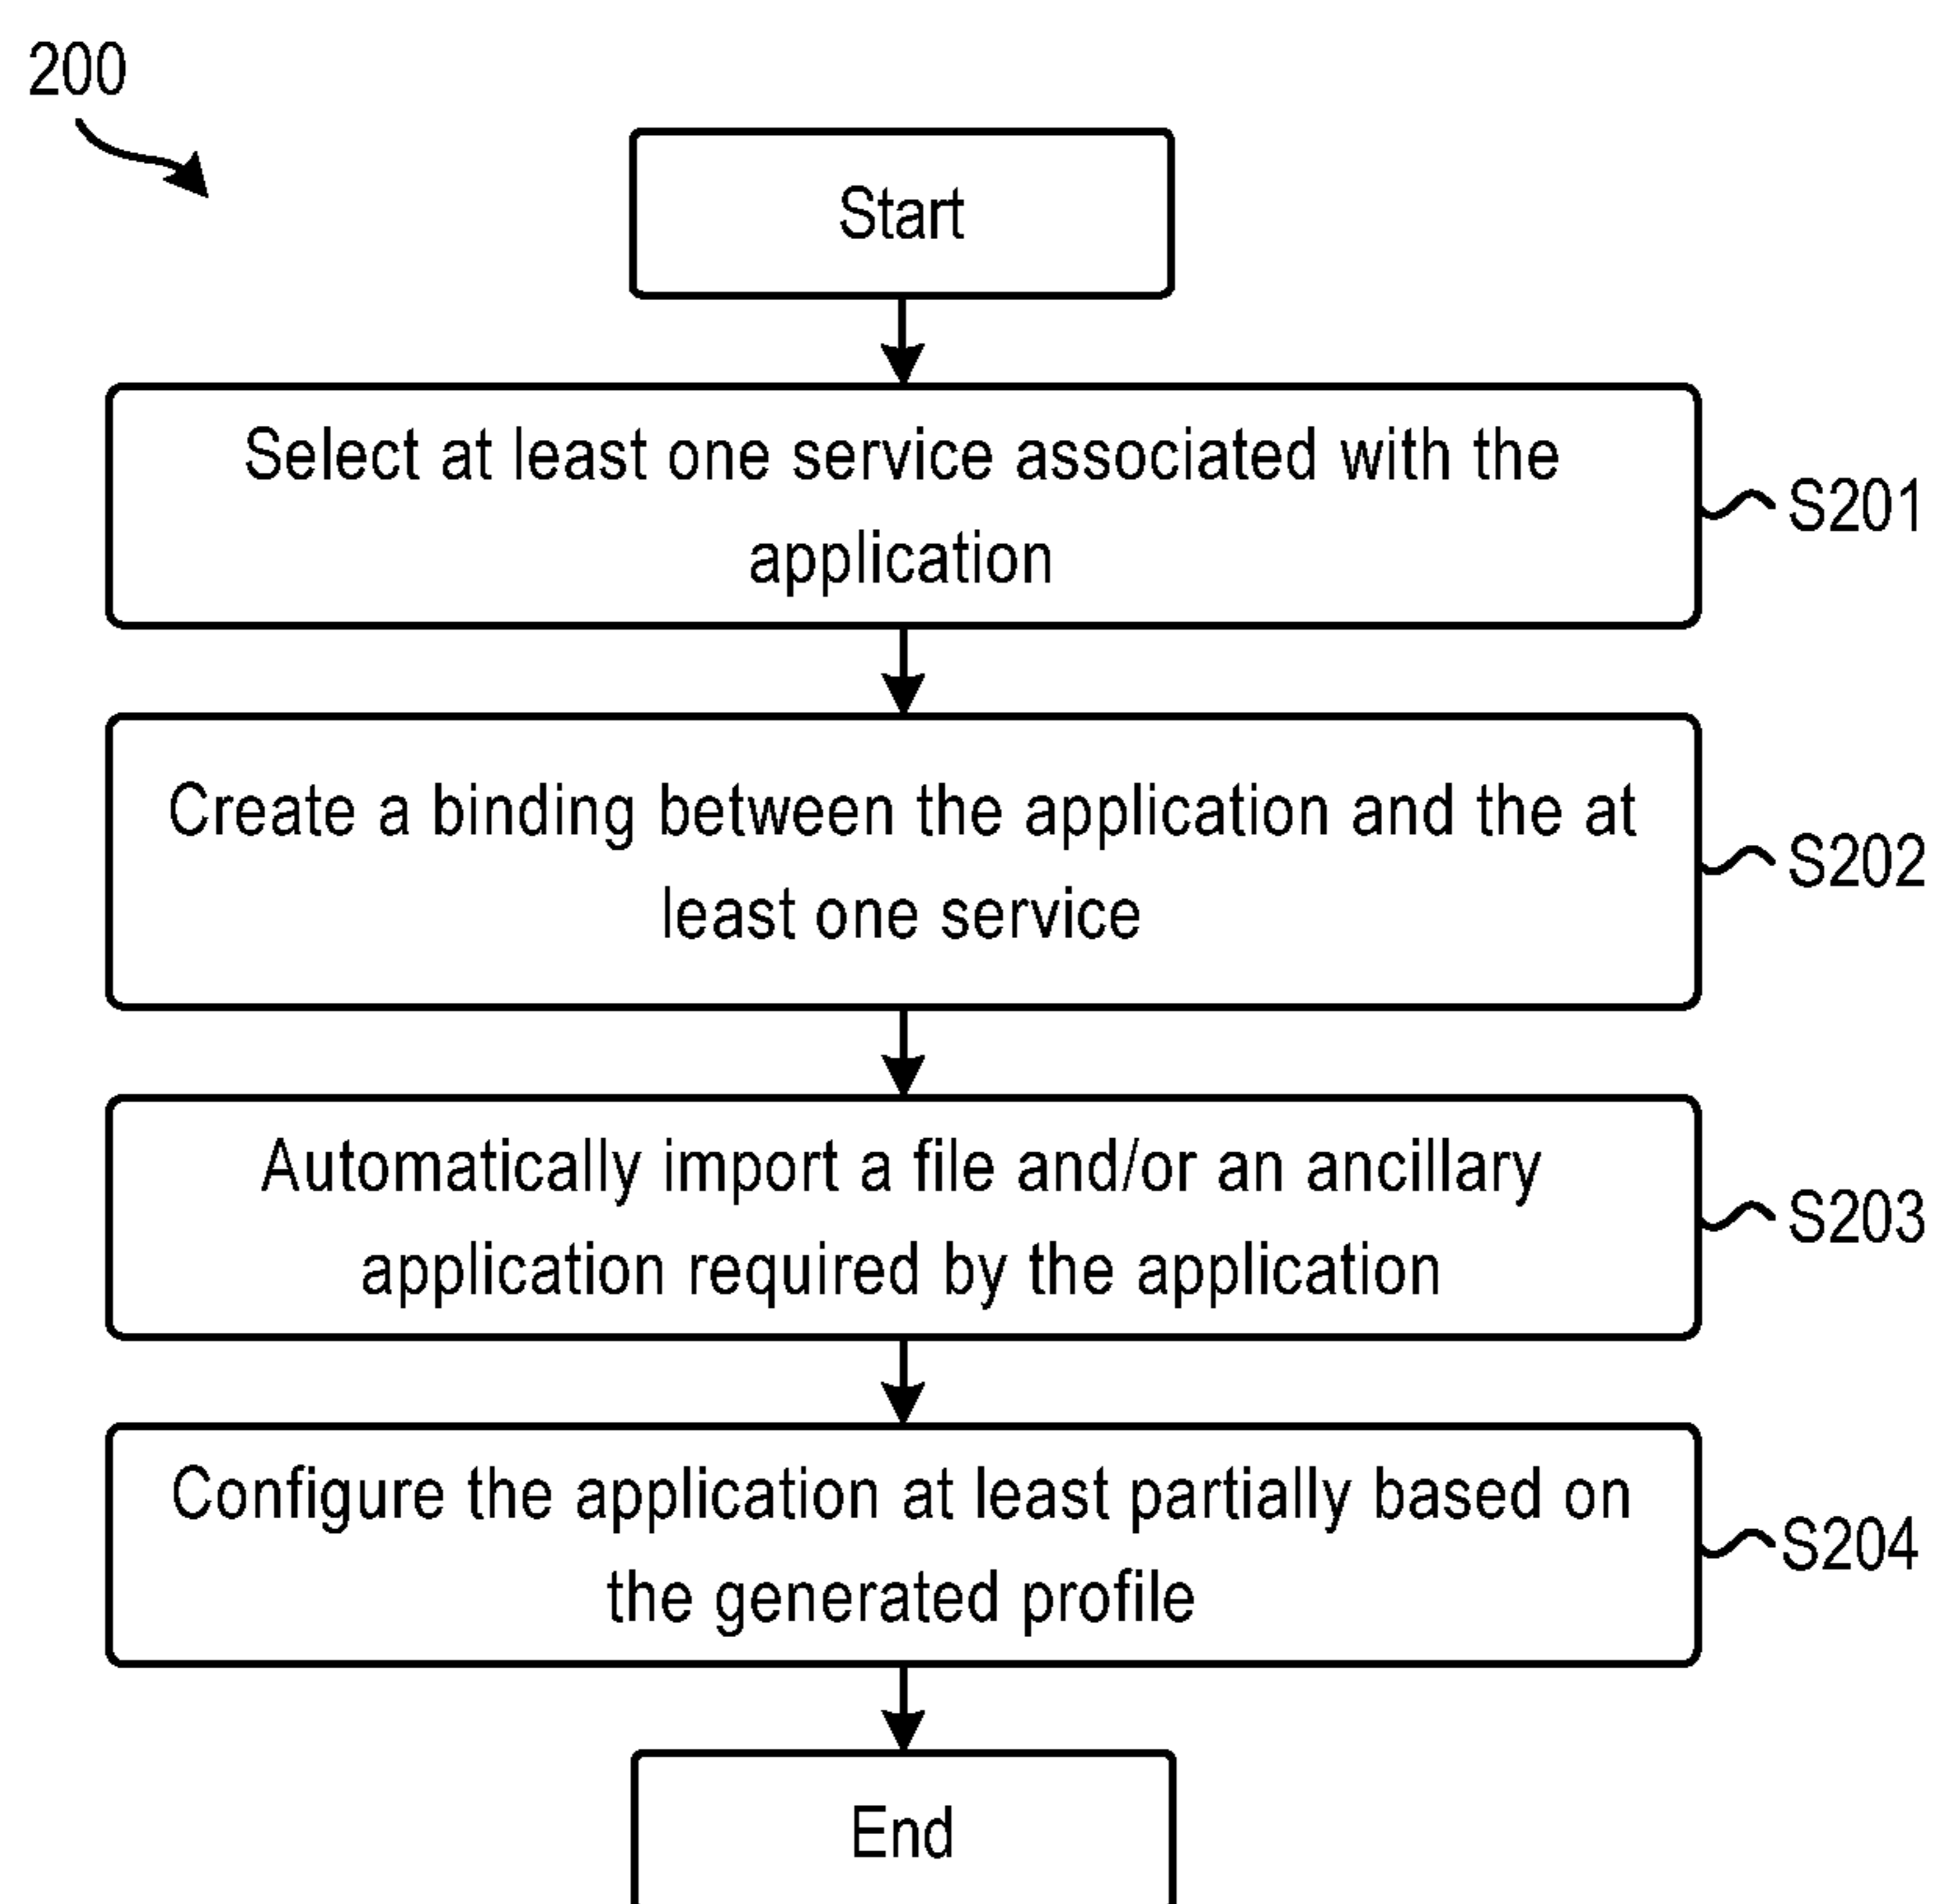 200
Start
Select at least one service associated with the
application
S201
Create a binding between the application and the at
least one service
S202
Automatically import a file and/or an ancillary
application required by the application
S203
Configure the application at least partially based on
the generated profile
S204
End